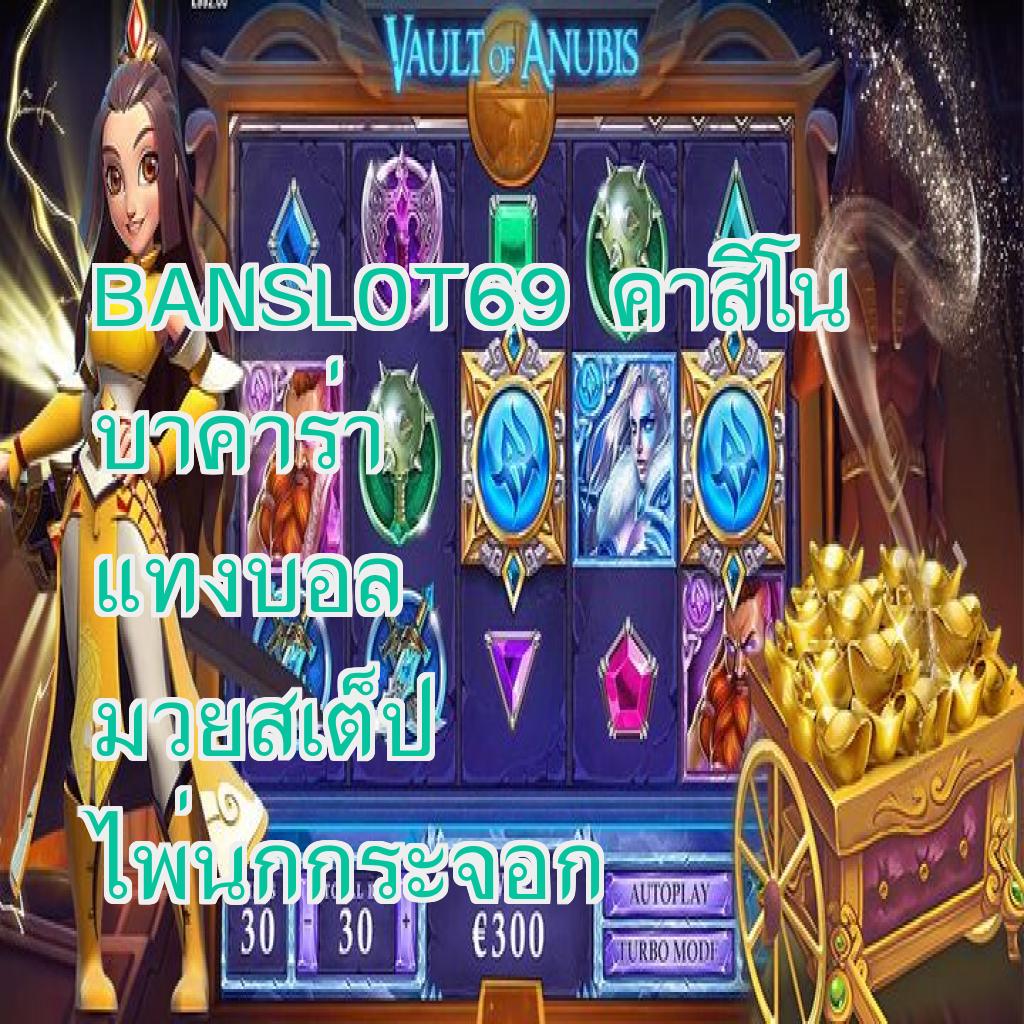 VAULT OF ANUBIS
BANSLOT69 คาสิโน
บาคาร่า
แทงบอล
มวยสเต็ป
ไพ่นกกระจอก
30
-
30
+
€300
AUTOPLAY
TURBO MODE